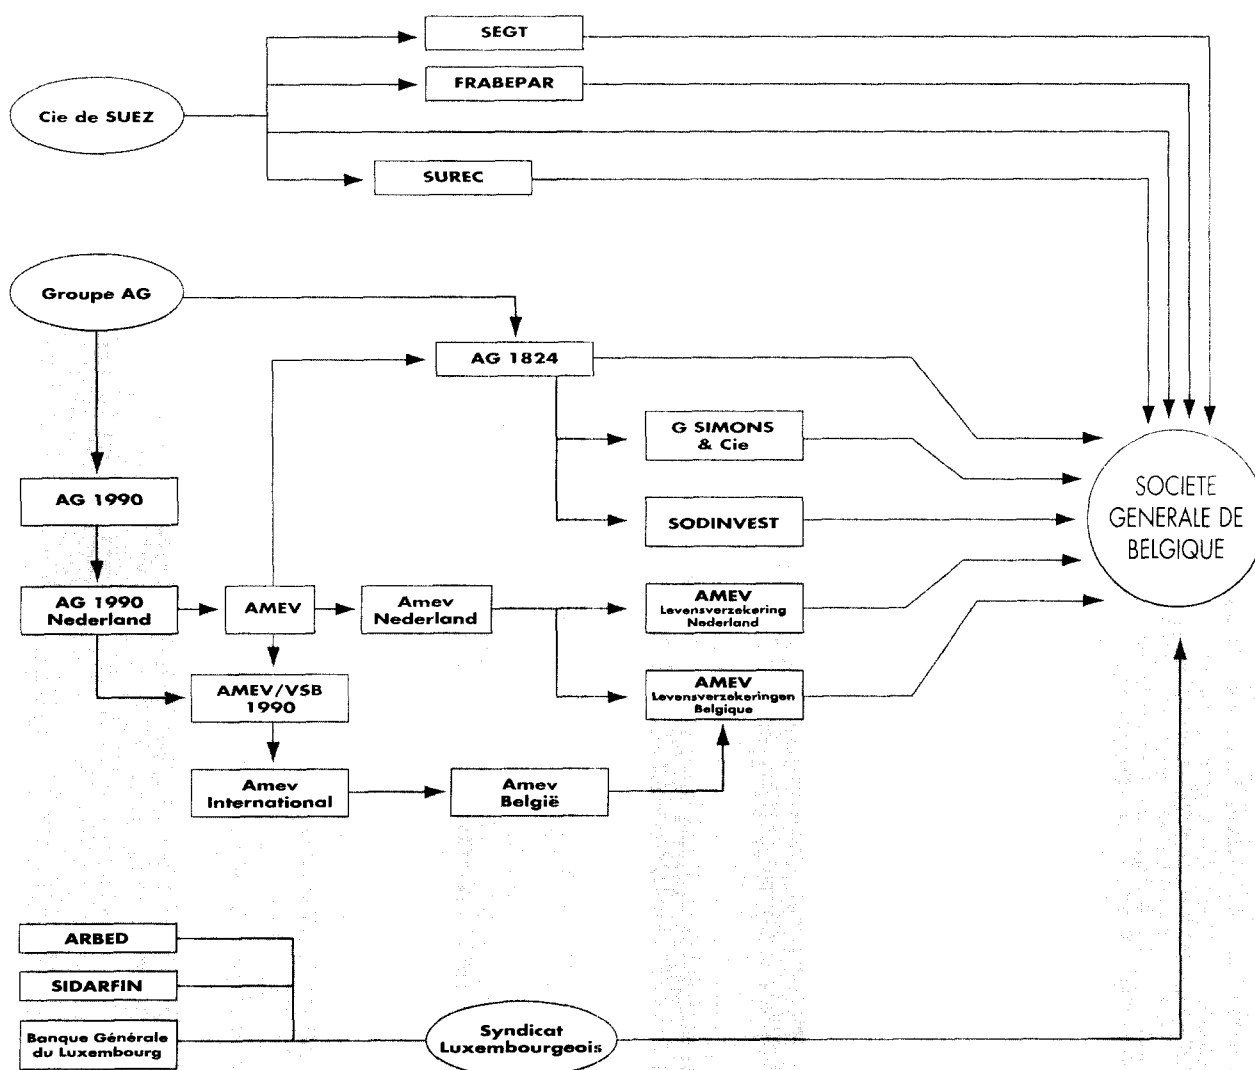 SEGT
FRABEPAR
Cie de SUEZ
SUREC
Groupe AG
AG 1824
G SIMONS
& Cie
AG 1990
SODINVEST
SOCIETE
GENERALE DE
BELGIQUE
AG 1990
Nederland
AMEV
Amev
Nederland
AMEV
Levensverzekering
Nederland
AMEV/VSB
1990
AMEV
Levensverzekeringen
Belgique
Amev
International
Amev
België
ARBED
SIDARFIN
Banque Générale
du Luxembourg
Syndicat
Luxembourgeois